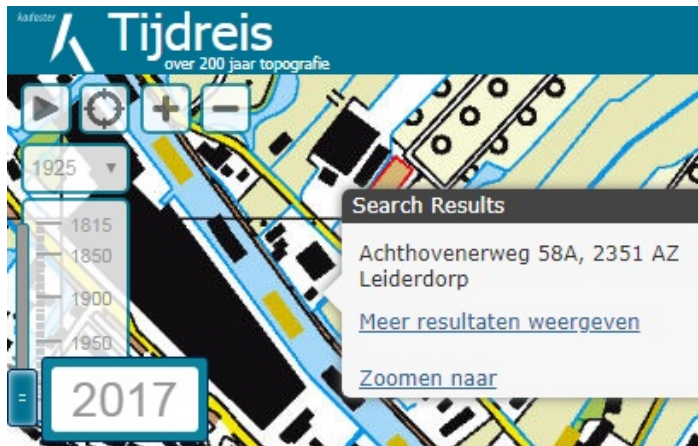 kadaster
Tijdreis
over 200 jaar topografie
1925 ▼
1815
1850
1900
1950
2017
Search Results
Achthovenerweg 58A, 2351 AZ
Leiderdorp
Meer resultaten weergeven
Zoomen naar